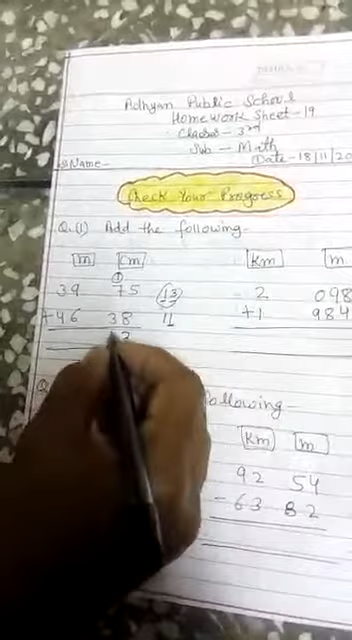 Adhyan Public School
Homework Sheet-19
Class - 3rd
Sub - Math
Name- Date-18/11/20
Check Your Progress
Q.(1) Add the following-
m cm Km m
1
39 75 13 2 098
+46 38 11 +1 984
3
Q. following-
Km m
92 54
-63 82